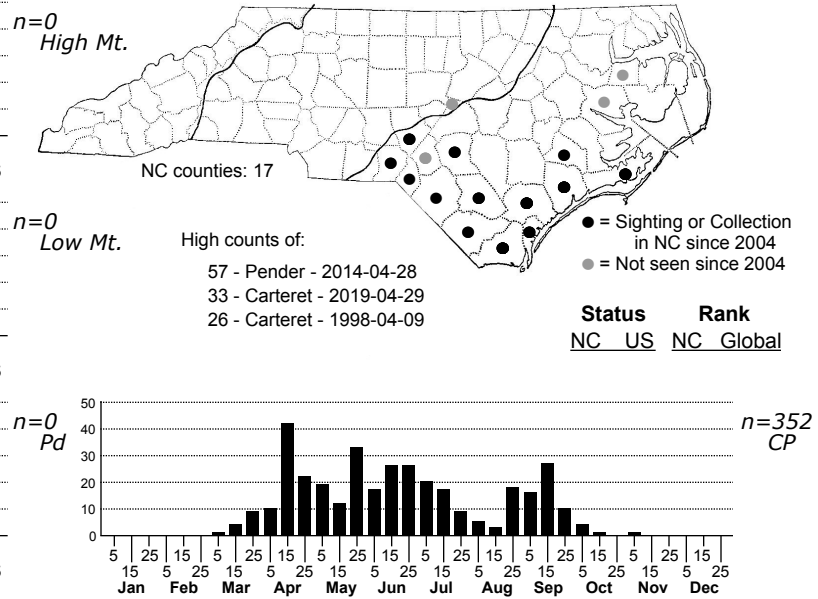 n=0
High Mt.
NC counties: 17
n=0
Low Mt.
High counts of:
57 - Pender - 2014-04-28
33 - Carteret - 2019-04-29
26 - Carteret - 1998-04-09
= Sighting or Collection
in NC since 2004
= Not seen since 2004
Status Rank
NC US NC Global
n=0
Pd
n=352
CP
50
40
30
20
10
0
5 25 15 5 25 15 5 25 15 5 25 15 5 25 15 5 25 15
15 5 25 15 5 25 15 5 25 15 5 25 15 5 25 15 5 25
Jan Feb Mar Apr May Jun Jul Aug Sep Oct Nov Dec